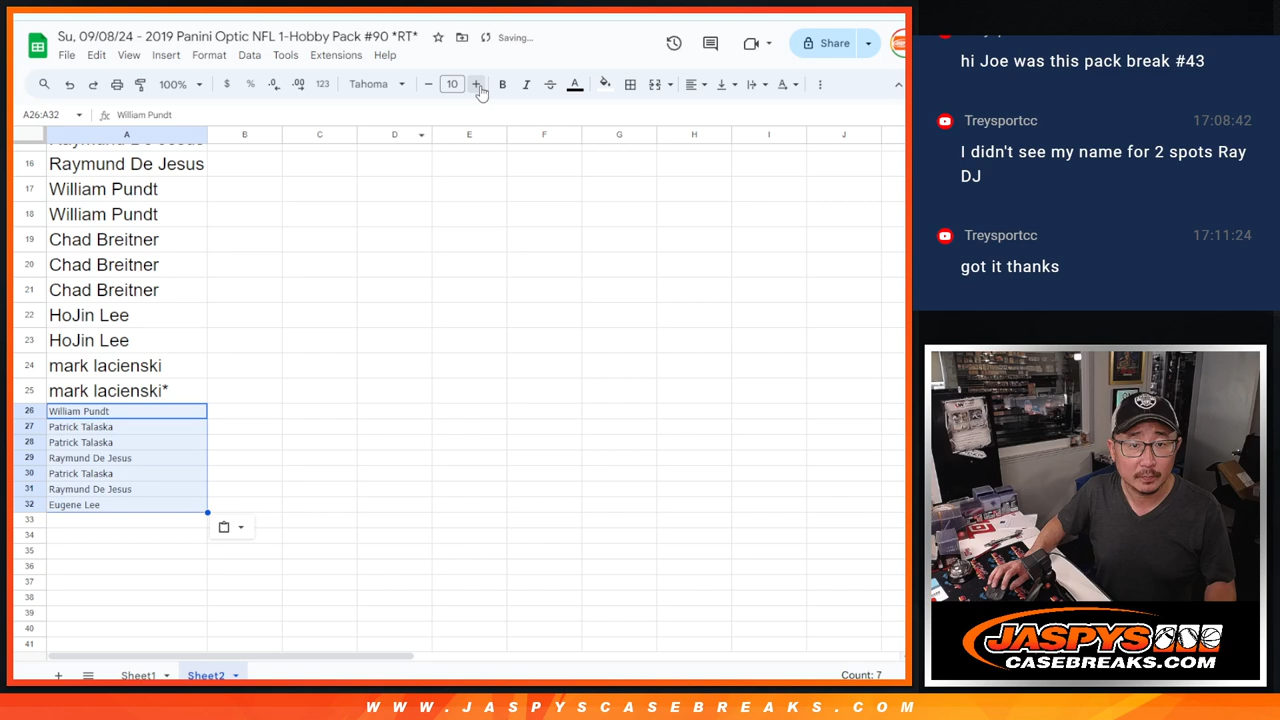 Su, 09/08/24 - 2019 Panini Optic NFL 1-Hobby Pack #90 *RT*
Saving...
File Edit View Insert Format Data Tools Extensions Help
Share
100% $ % .0 .00 123 Tahoma 10 B I S A
A26:A32 fx William Pundt
A B C D E F G H I J
16 Raymund De Jesus
17 William Pundt
18 William Pundt
19 Chad Breitner
20 Chad Breitner
21 Chad Breitner
22 HoJin Lee
23 HoJin Lee
24 mark lacienski
25 mark lacienski*
26 William Pundt
27 Patrick Talaska
28 Patrick Talaska
29 Raymund De Jesus
30 Patrick Talaska
31 Raymund De Jesus
32 Eugene Lee
33
34
35
36
37
38
39
40
41
Sheet1 Sheet2 Count: 7
hi Joe was this pack break #43
Treysportcc 17:08:42
I didn't see my name for 2 spots Ray
DJ
Treysportcc 17:11:24
got it thanks
JASPYS
CASEBREAKS.COM
WWW.JASPYSCASEBREAKS.COM